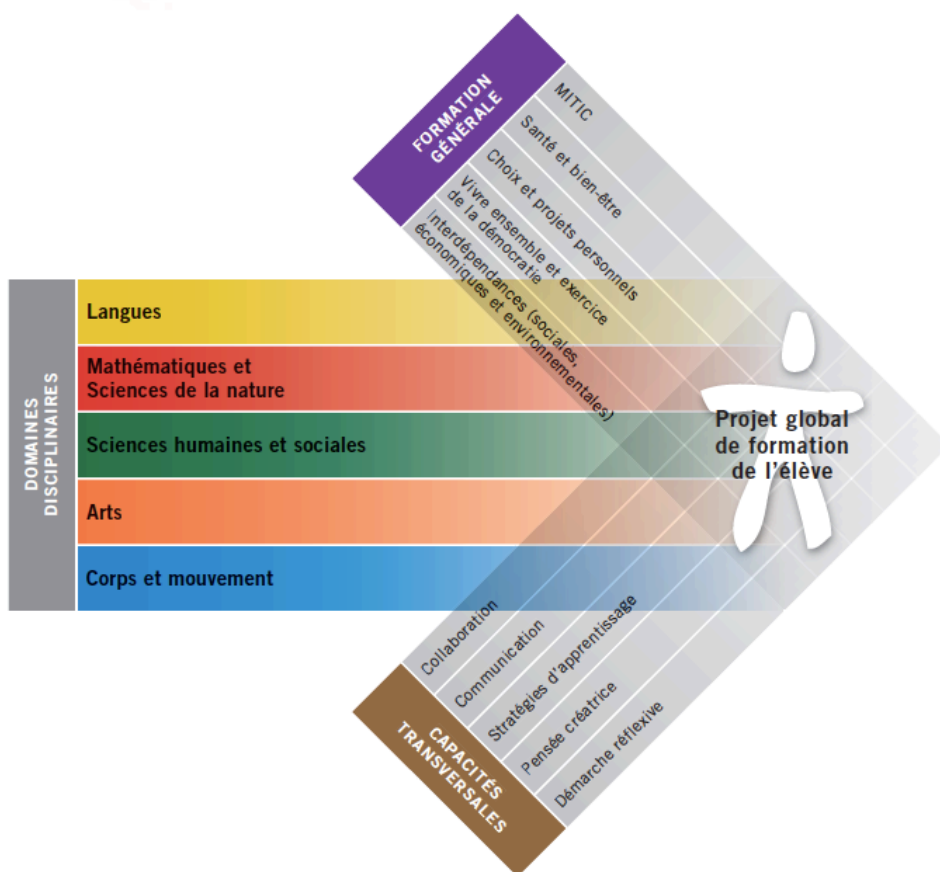 FORMATION
GÉNÉRALE
MITIC
Santé et bien-être
Choix et projets personnels
Vivre ensemble et exercice
de la démocratie
Interdépendances (sociales,
économiques et environnementales)
DOMAINES
DISCIPLINAIRES
Langues
Mathématiques et
Sciences de la nature
Sciences humaines et sociales
Arts
Corps et mouvement
Projet global
de formation
de l'élève
CAPACITÉS
TRANSVERSALES
Collaboration
Communication
Stratégies d'apprentissage
Pensée créatrice
Démarche réflexive